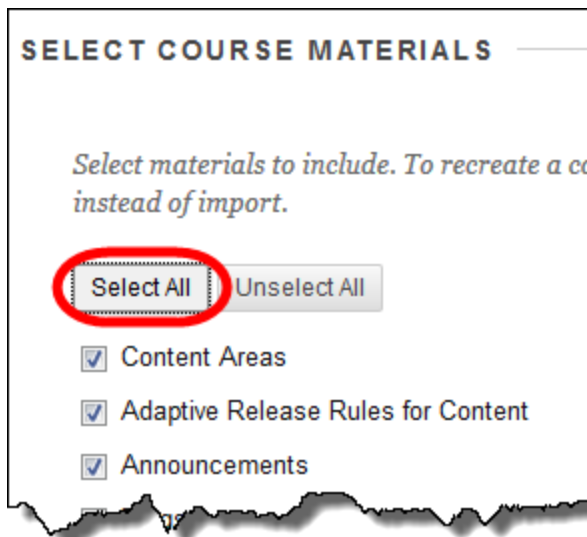 SELECT COURSE MATERIALS
Select materials to include. To recreate a
instead of import.
Select All Unselect All
Content Areas
Adaptive Release Rules for Content
Announcements